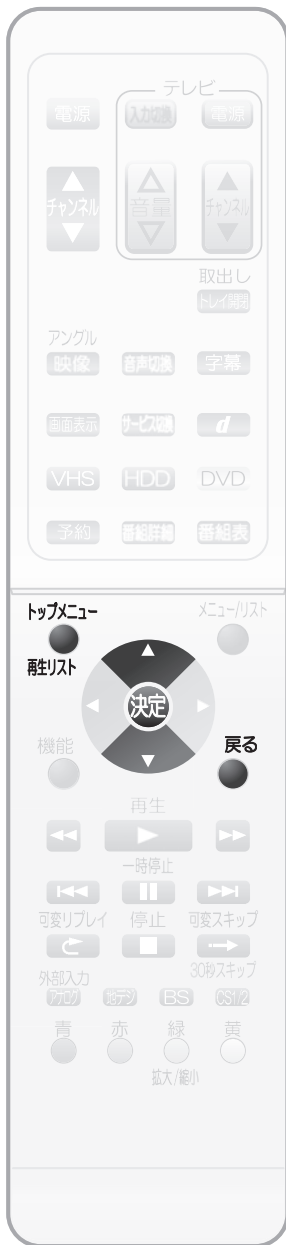 テレビ
電源 入力切換 電源
チャンネル 音量 チャンネル
取出し
トレイ開閉
アングル
映像 音声切換 字幕
画面表示 サービス切換 d
VHS HDD DVD
予約 番組詳細 番組表
トップメニュー メニュー/リスト
再生リスト
決定
機能 戻る
再生
一時停止
可変リプレイ 停止 可変スキップ
30秒スキップ
外部入力
アナログ 地デジ BS CS1/2
青 赤 緑 黄
拡大/縮小